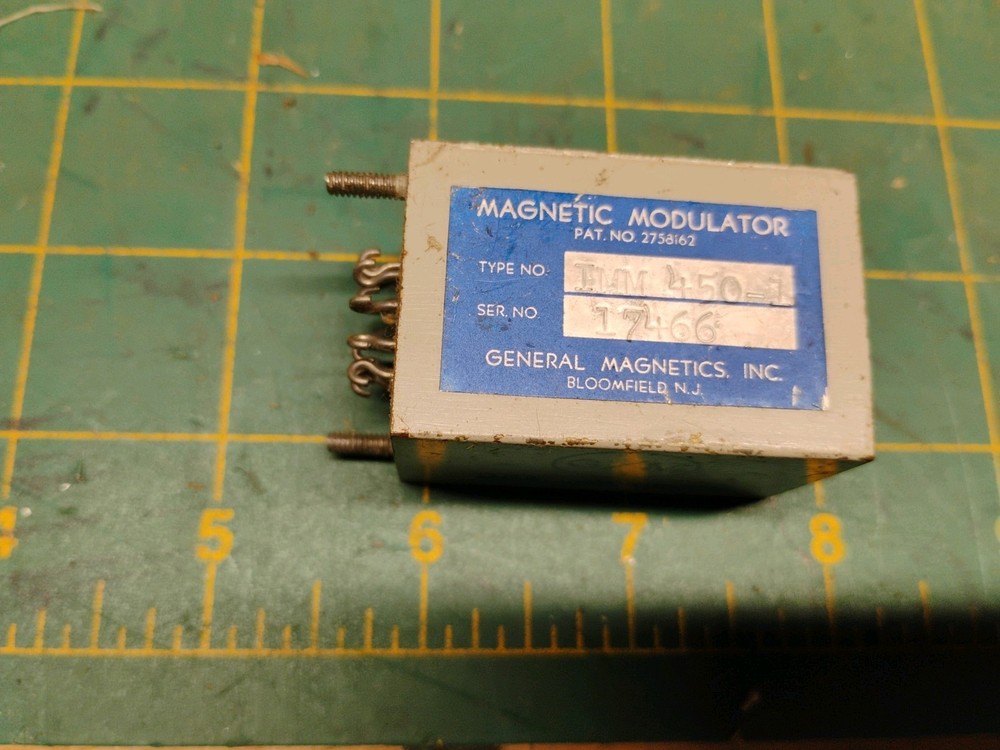 MAGNETIC MODULATOR
PAT. NO. 2758162
TYPE NO. IMM 450-1
SER. NO. 17466
GENERAL MAGNETICS, INC.
BLOOMFIELD N.J.
4 5 6 7 8